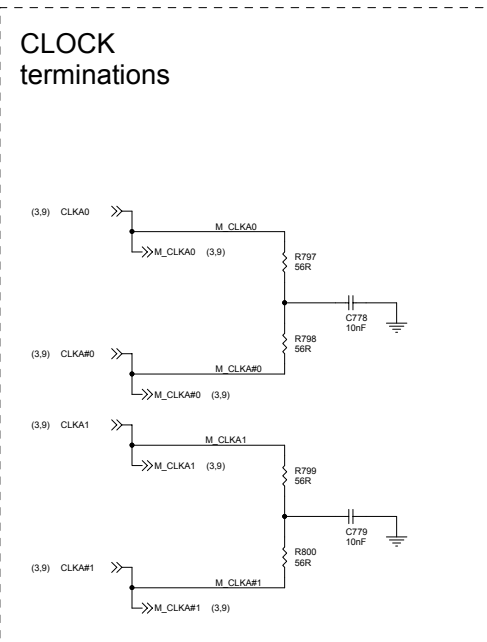 CLOCK
terminations
(3,9) CLKA0
M_CLKA0
M_CLKA0 (3,9)
R797
56R
C778
10nF
R798
56R
(3,9) CLKA#0
M_CLKA#0
M_CLKA#0 (3,9)
(3,9) CLKA1
M_CLKA1
M_CLKA1 (3,9)
R799
56R
C779
10nF
R800
56R
(3,9) CLKA#1
M_CLKA#1
M_CLKA#1 (3,9)